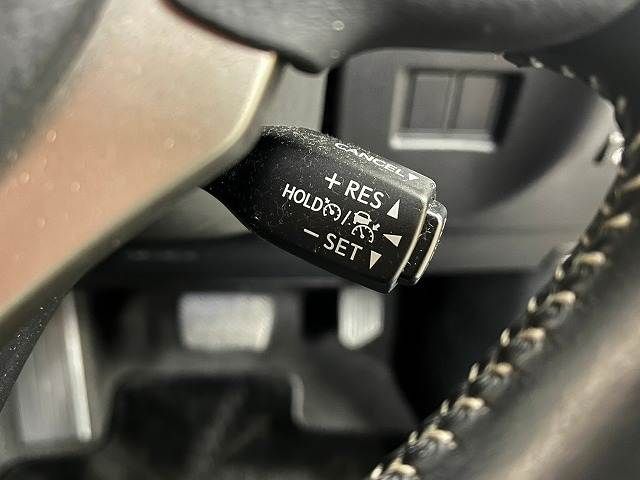 CANCEL
+ RES
HOLD /
− SET